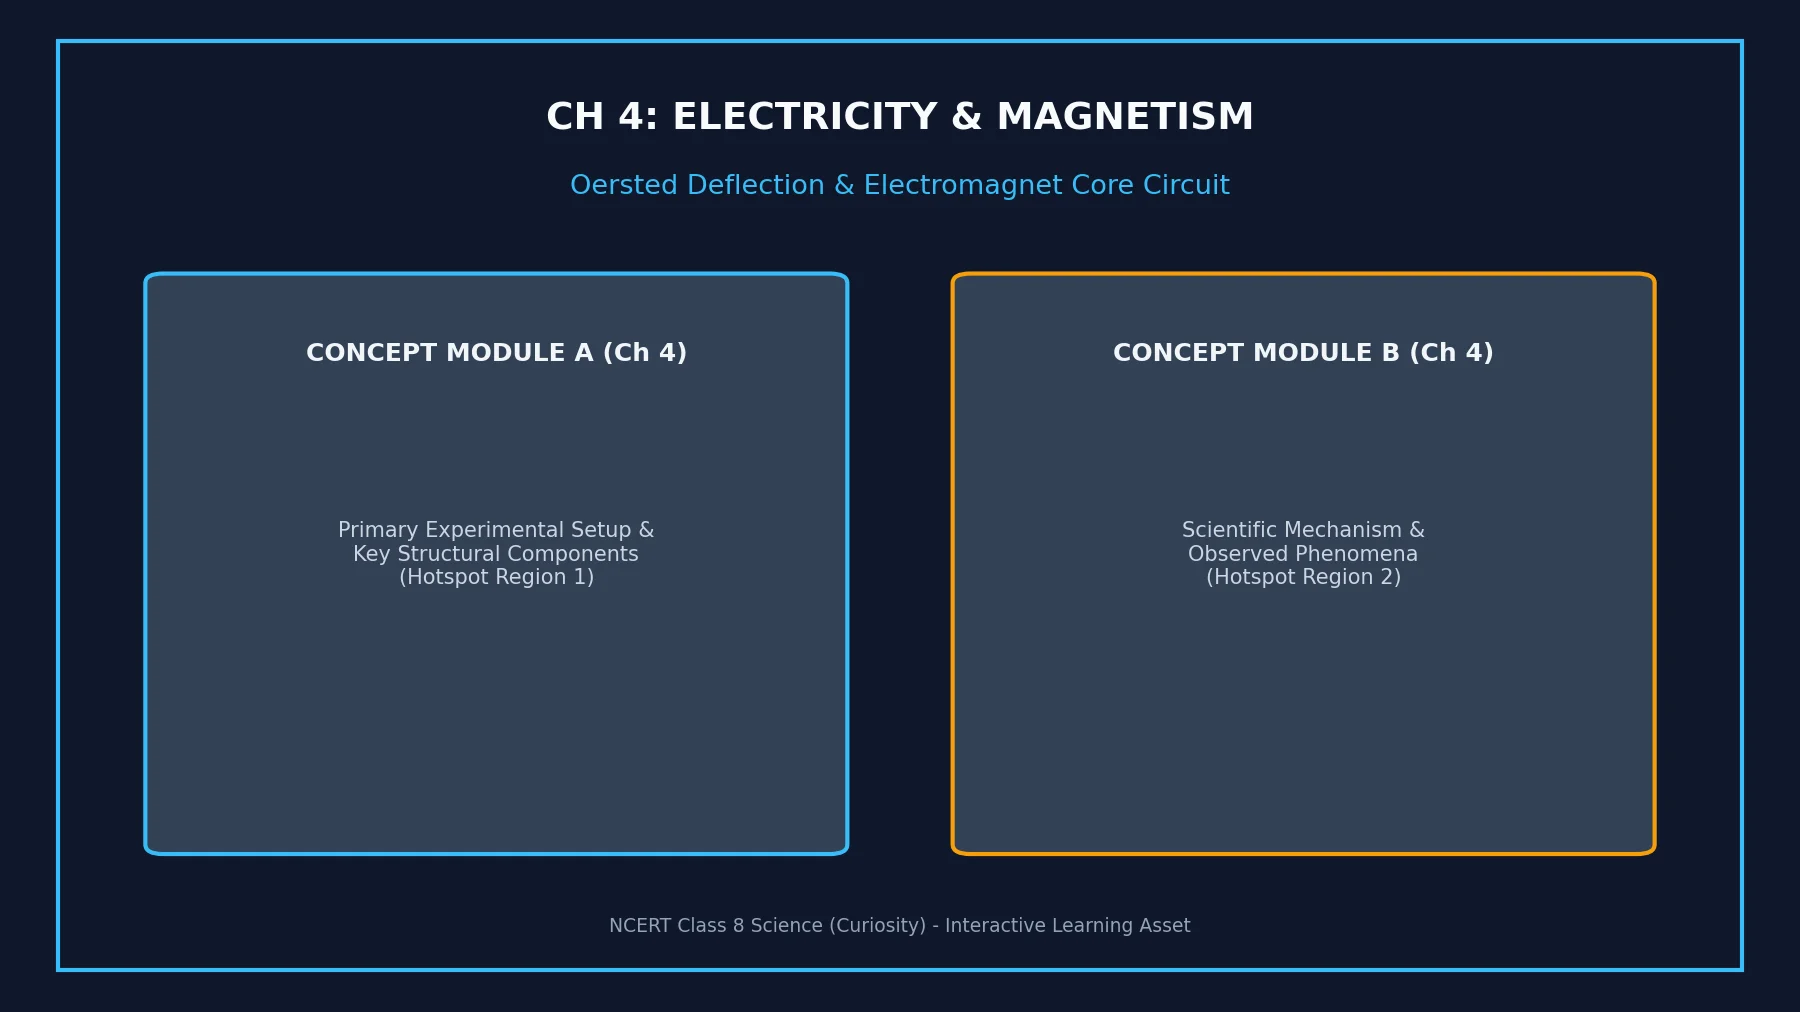 CH 4: ELECTRICITY & MAGNETISM
Oersted Deflection & Electromagnet Core Circuit
CONCEPT MODULE A (Ch 4)
Primary Experimental Setup &
Key Structural Components
(Hotspot Region 1)
CONCEPT MODULE B (Ch 4)
Scientific Mechanism &
Observed Phenomena
(Hotspot Region 2)
NCERT Class 8 Science (Curiosity) - Interactive Learning Asset